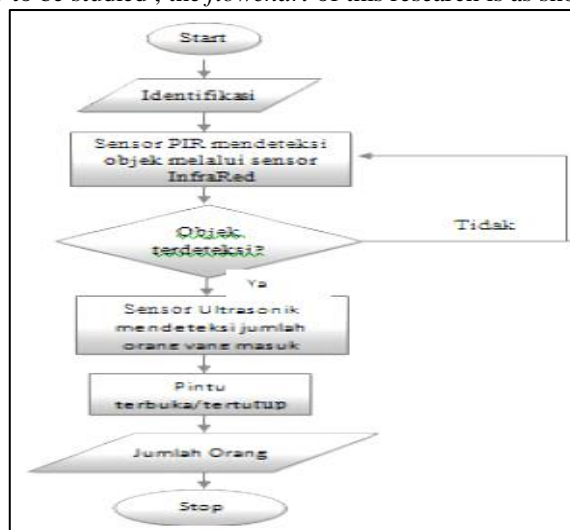 to be studied , the flowchart of this research is as sho
Start
Identifikasi
Sensor PIR mendeteksi
objek melalui sensor
InfraRed
Objek
terdeteksi?
Tidak
Ya
Sensor Ultrasonik
mendeteksi jumlah
orang yang masuk
Pintu
terbuka/tertutup
Jumlah Orang
Stop